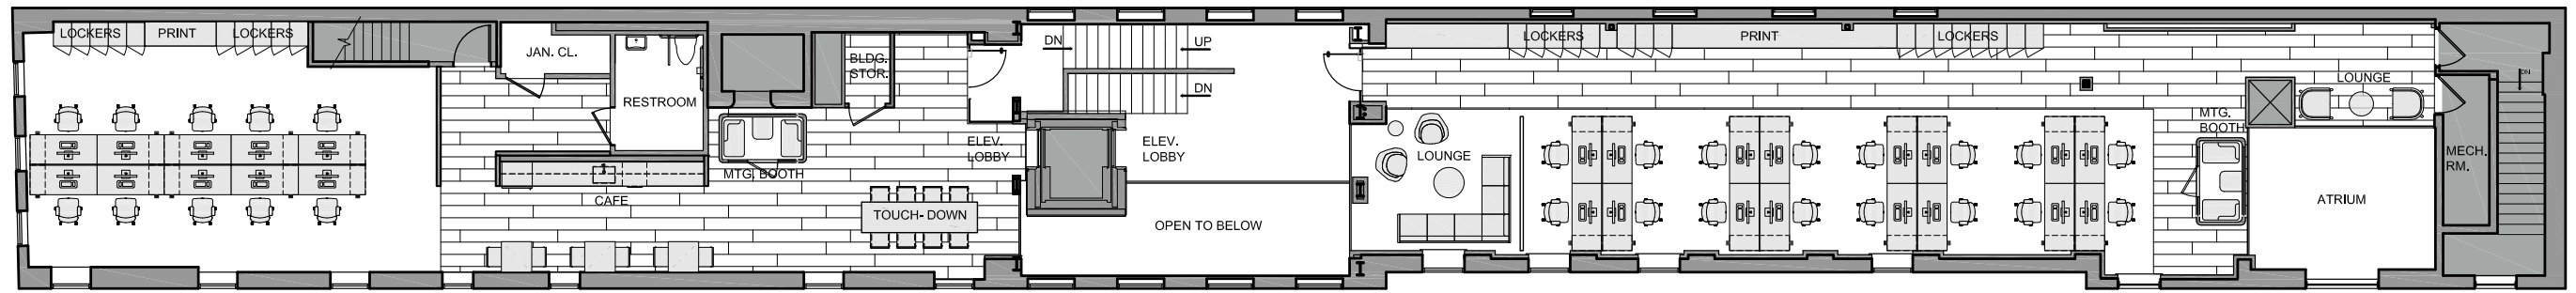 LOCKERS
PRINT
LOCKERS
JAN. CL.
RESTROOM
BLDG.
STOR.
MTG. BOOTH
CAFE
TOUCH- DOWN
ELEV.
LOBBY
DN
UP
DN
ELEV.
LOBBY
OPEN TO BELOW
LOCKERS
PRINT
LOCKERS
LOUNGE
MTG.
BOOTH
LOUNGE
ATRIUM
MECH.
RM.
DN